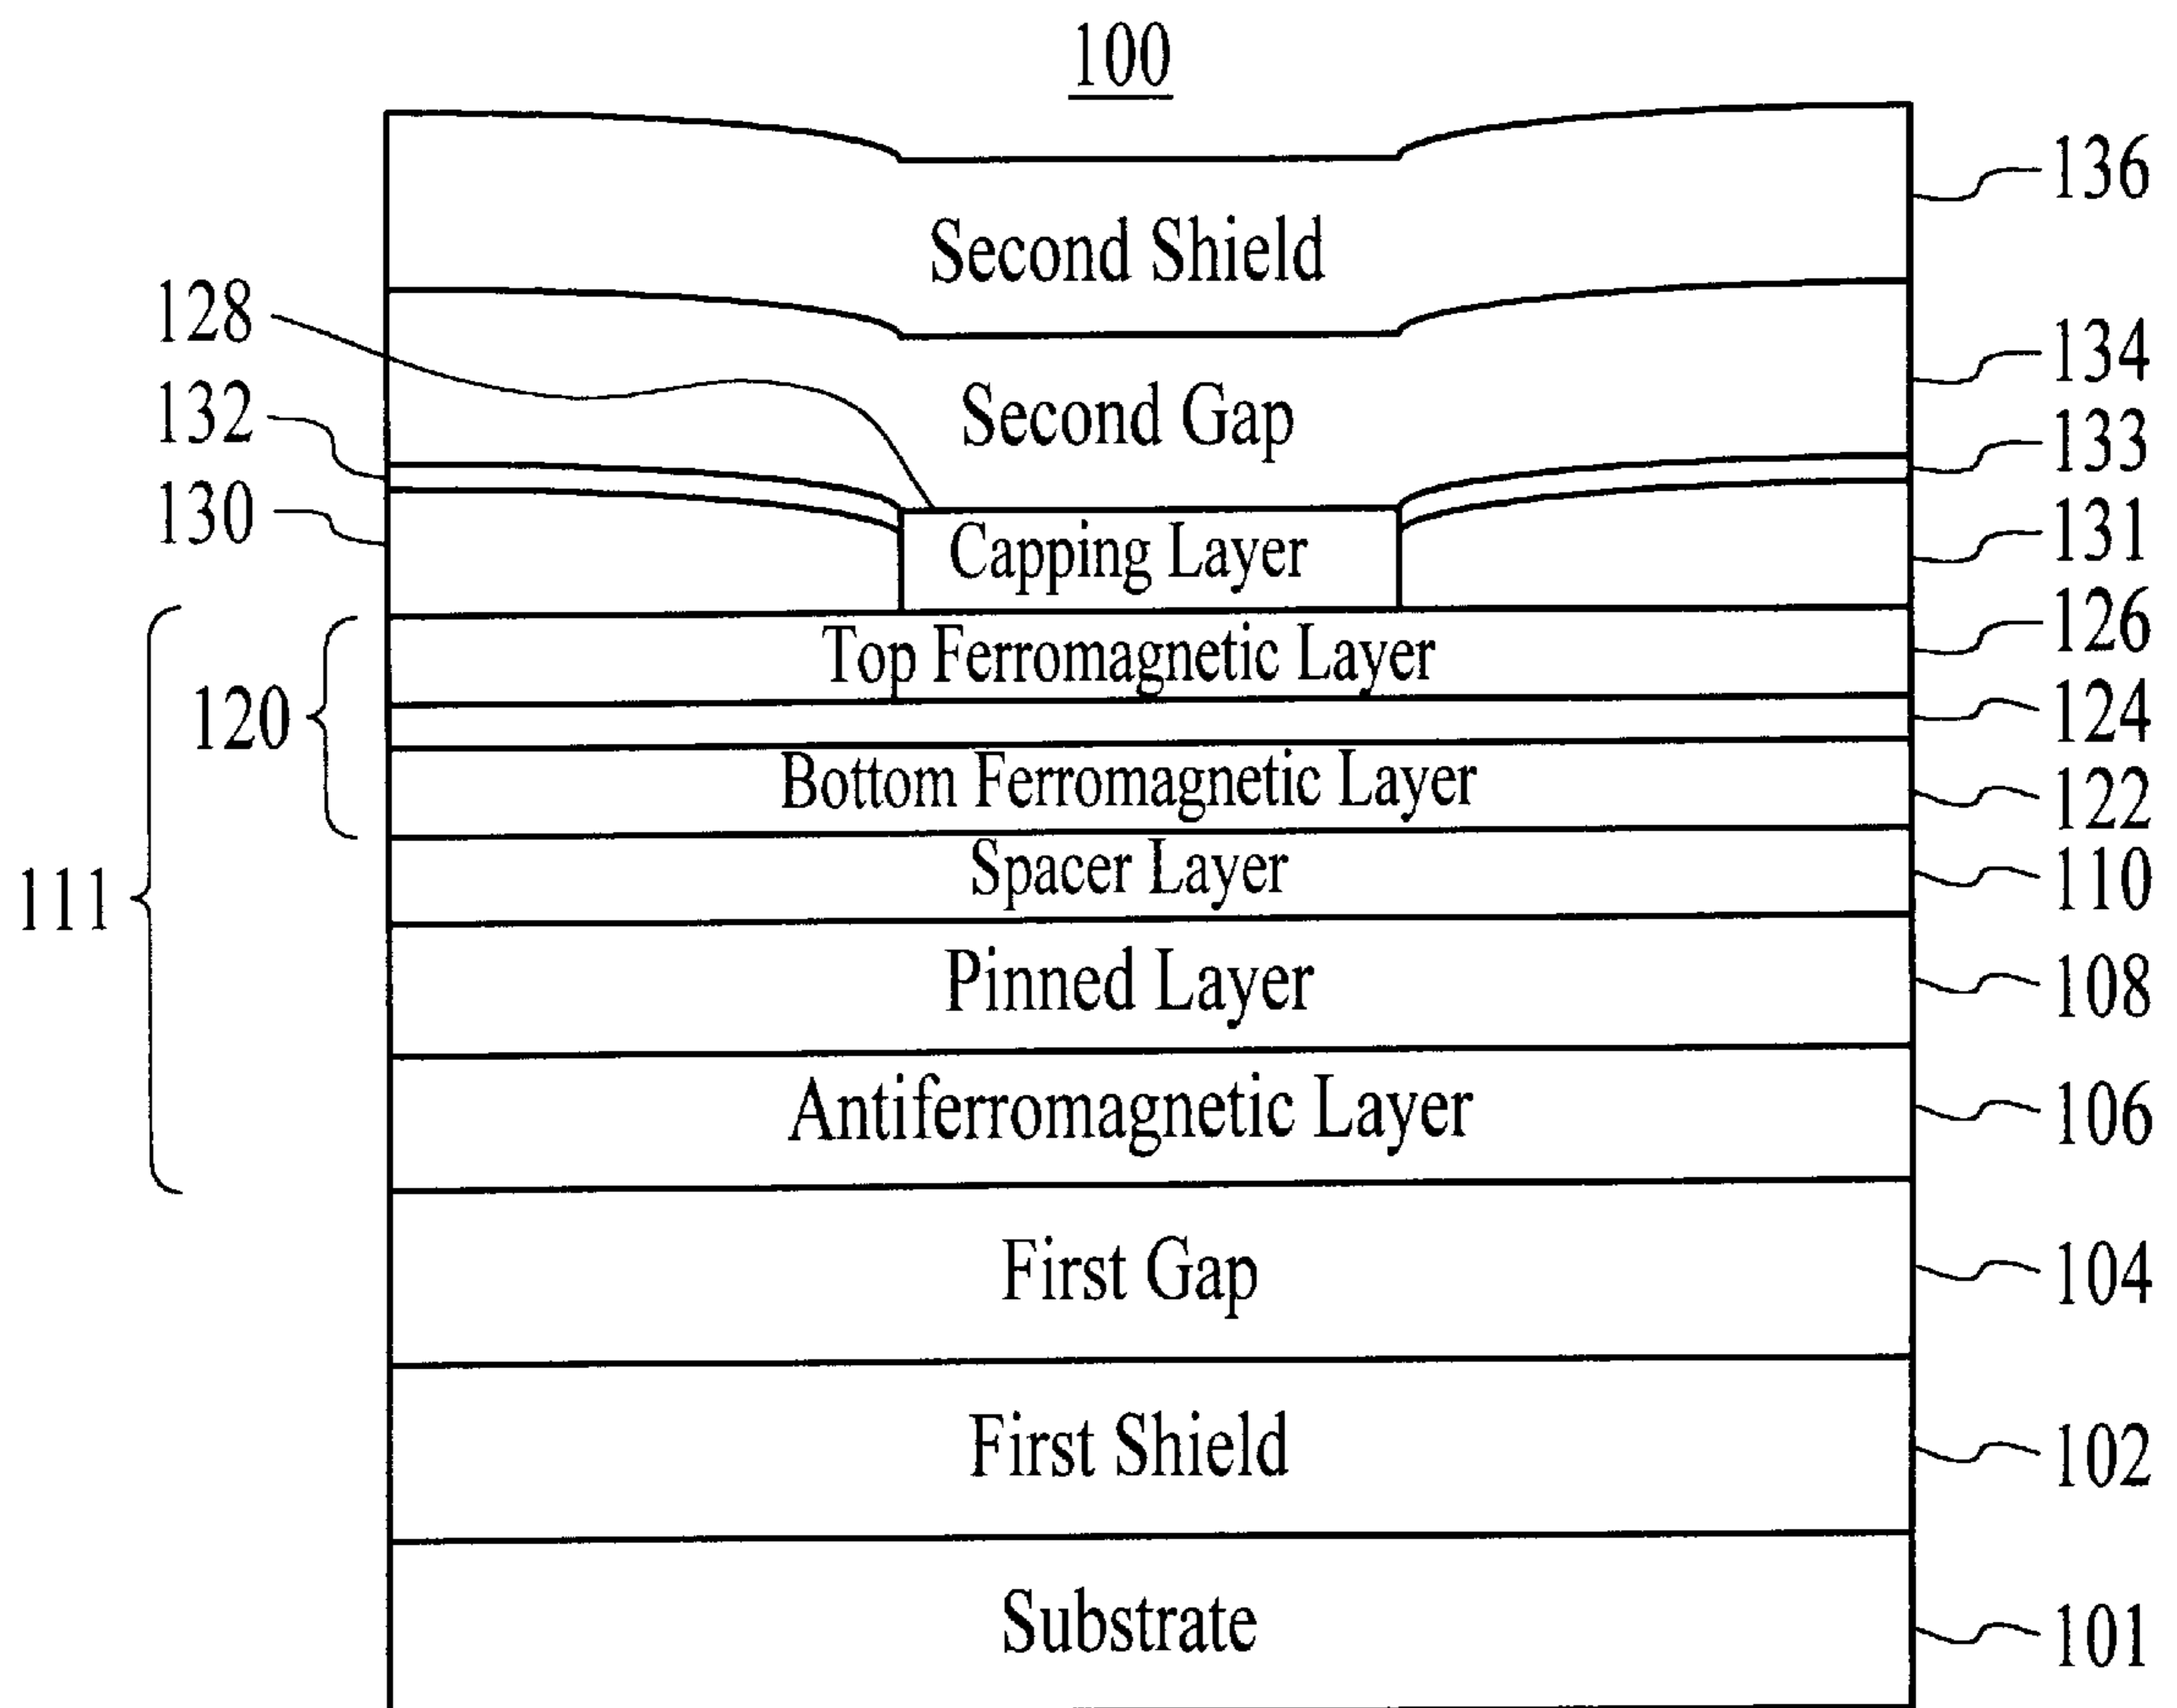 100
136
Second Shield
128
134
132
Second Gap
133
130
131
Capping Layer
126
Top Ferromagnetic Layer
120
124
Bottom Ferromagnetic Layer
122
Spacer Layer
110
111
Pinned Layer
108
Antiferromagnetic Layer
106
First Gap
104
First Shield
102
Substrate
101